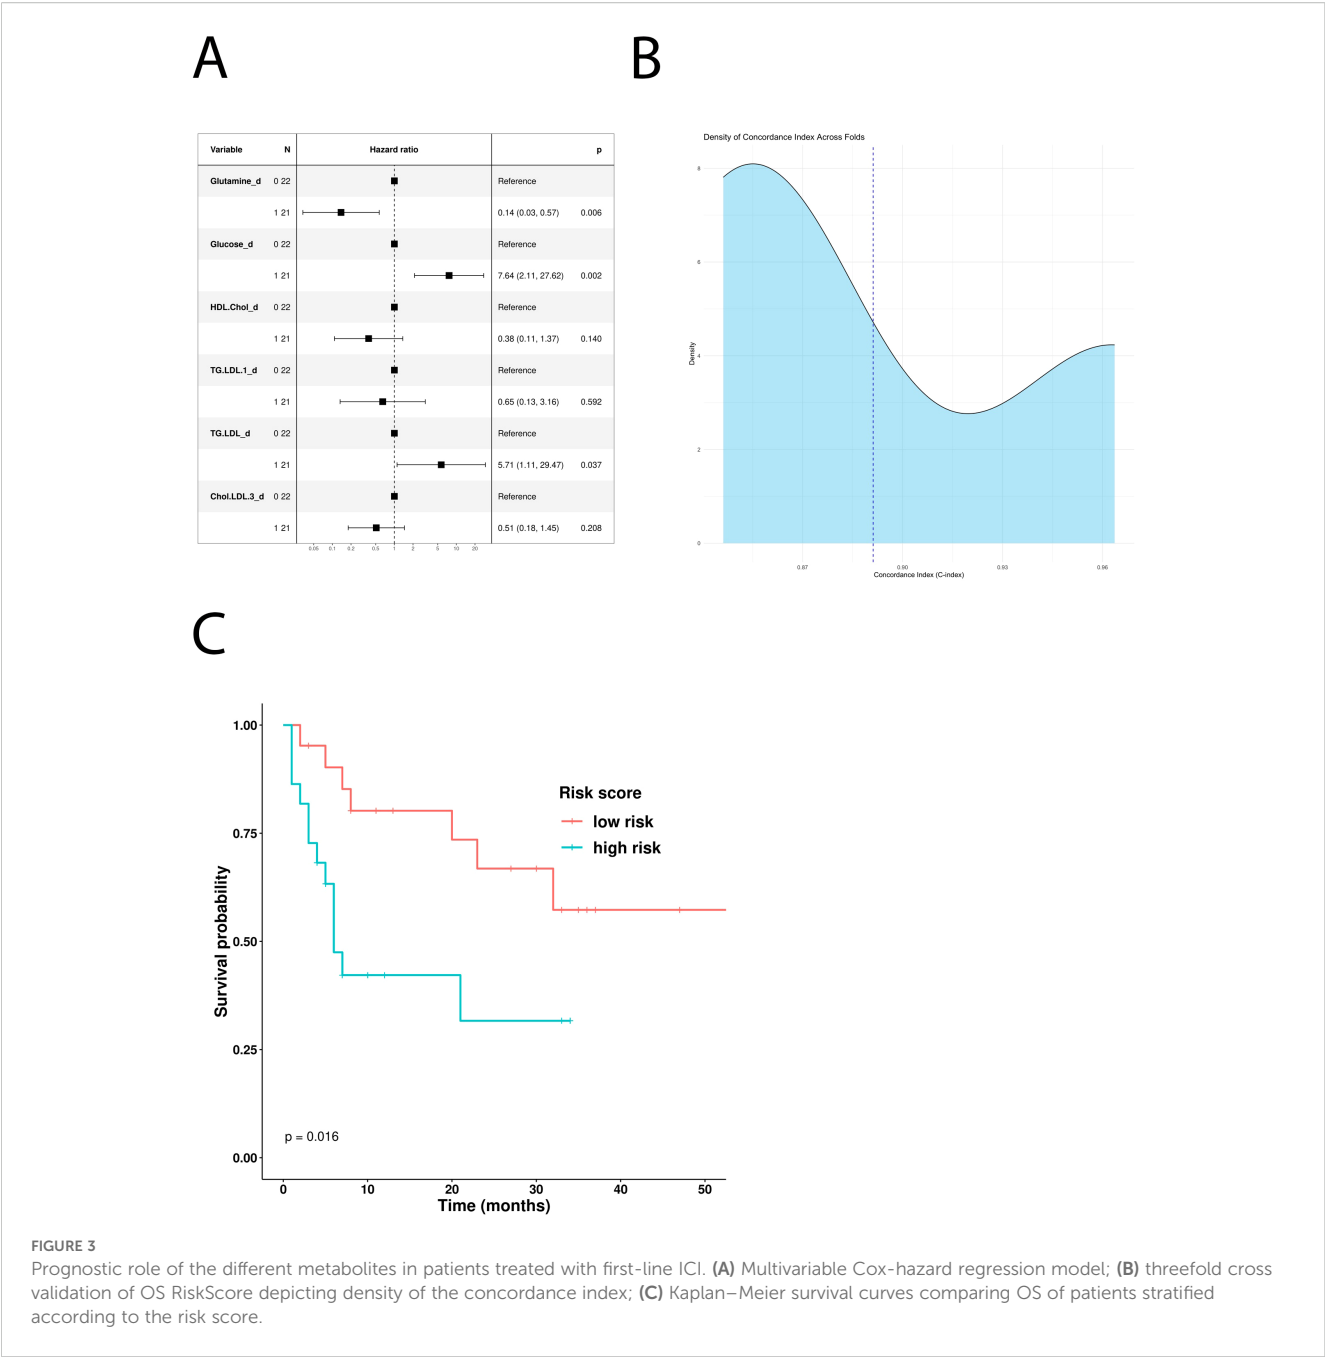 A
Variable N Hazard ratio p
Glutamine_d 0 22 Reference
1 21 0.14 (0.03, 0.57) 0.006
Glucose_d 0 22 Reference
1 21 7.64 (2.11, 27.62) 0.002
HDL.Chol_d 0 22 Reference
1 21 0.38 (0.11, 1.37) 0.140
TG.LDL.1_d 0 22 Reference
1 21 0.65 (0.13, 3.16) 0.592
TG.LDL_d 0 22 Reference
1 21 5.71 (1.11, 29.47) 0.037
Chol.LDL.3_d 0 22 Reference
1 21 0.51 (0.18, 1.45) 0.208
0.05 0.1 0.2 0.5 1 2 5 10 20
B
Density of Concordance Index Across Folds
8
6
4
2
0
Density
0.87 0.90 0.93 0.96
Concordance Index (C-index)
C
1.00
0.75
0.50
0.25
0.00
Survival probability
Risk score
low risk
high risk
p = 0.016
0 10 20 30 40 50
Time (months)
FIGURE 3
Prognostic role of the different metabolites in patients treated with first-line ICI. (A) Multivariable Cox-hazard regression model; (B) threefold cross
validation of OS RiskScore depicting density of the concordance index; (C) Kaplan–Meier survival curves comparing OS of patients stratified
according to the risk score.